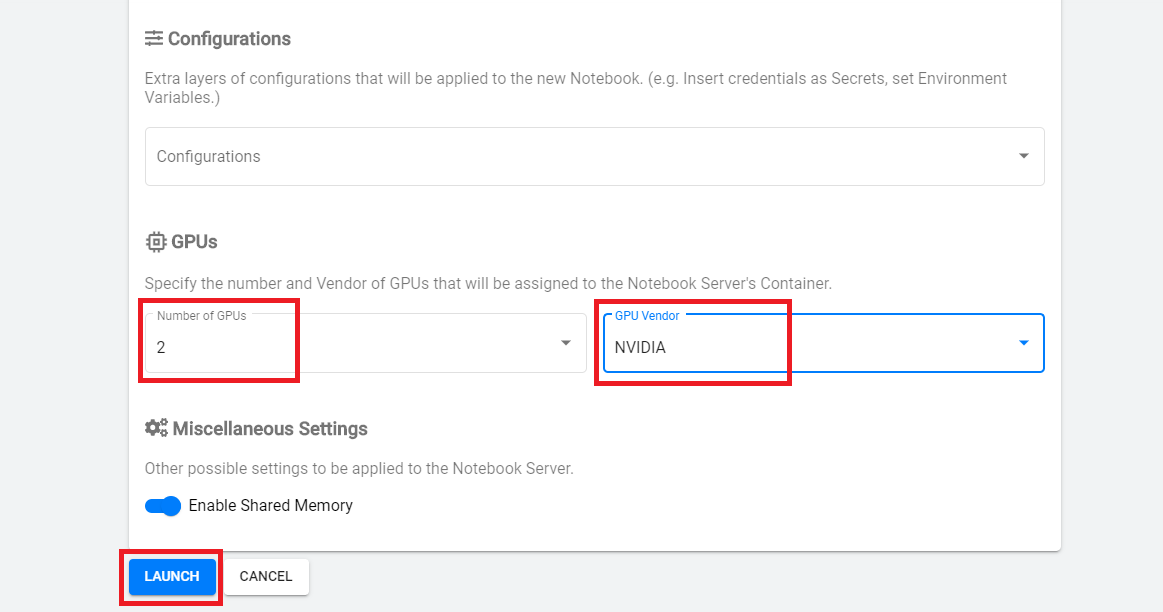 Configurations
Extra layers of configurations that will be applied to the new Notebook. (e.g. Insert credentials as Secrets, set Environment
Variables.)
Configurations
GPUs
Specify the number and Vendor of GPUs that will be assigned to the Notebook Server's Container.
Number of GPUs
2
GPU Vendor
NVIDIA
Miscellaneous Settings
Other possible settings to be applied to the Notebook Server.
Enable Shared Memory
LAUNCH
CANCEL